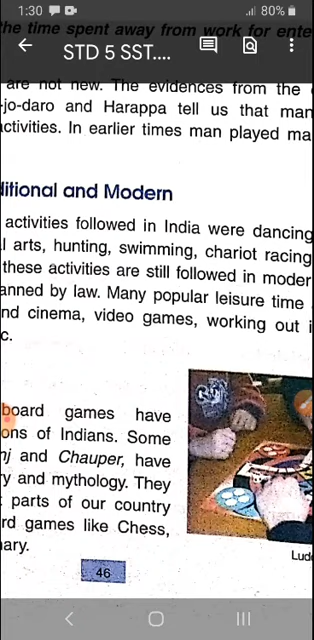 1:30
80%
the time spent away from work for ente
STD 5 SST....
are not new. The evidences from the
-jo-daro and Harappa tell us that man
activities. In earlier times man played ma
ditional and Modern
activities followed in India were dancing
l arts, hunting, swimming, chariot racing
these activities are still followed in moder
anned by law. Many popular leisure time
nd cinema, video games, working out i
c.
board games have
ons of Indians. Some
nj and Chauper, have
ry and mythology. They
parts of our country
rd games like Chess,
nary.
Lud
46